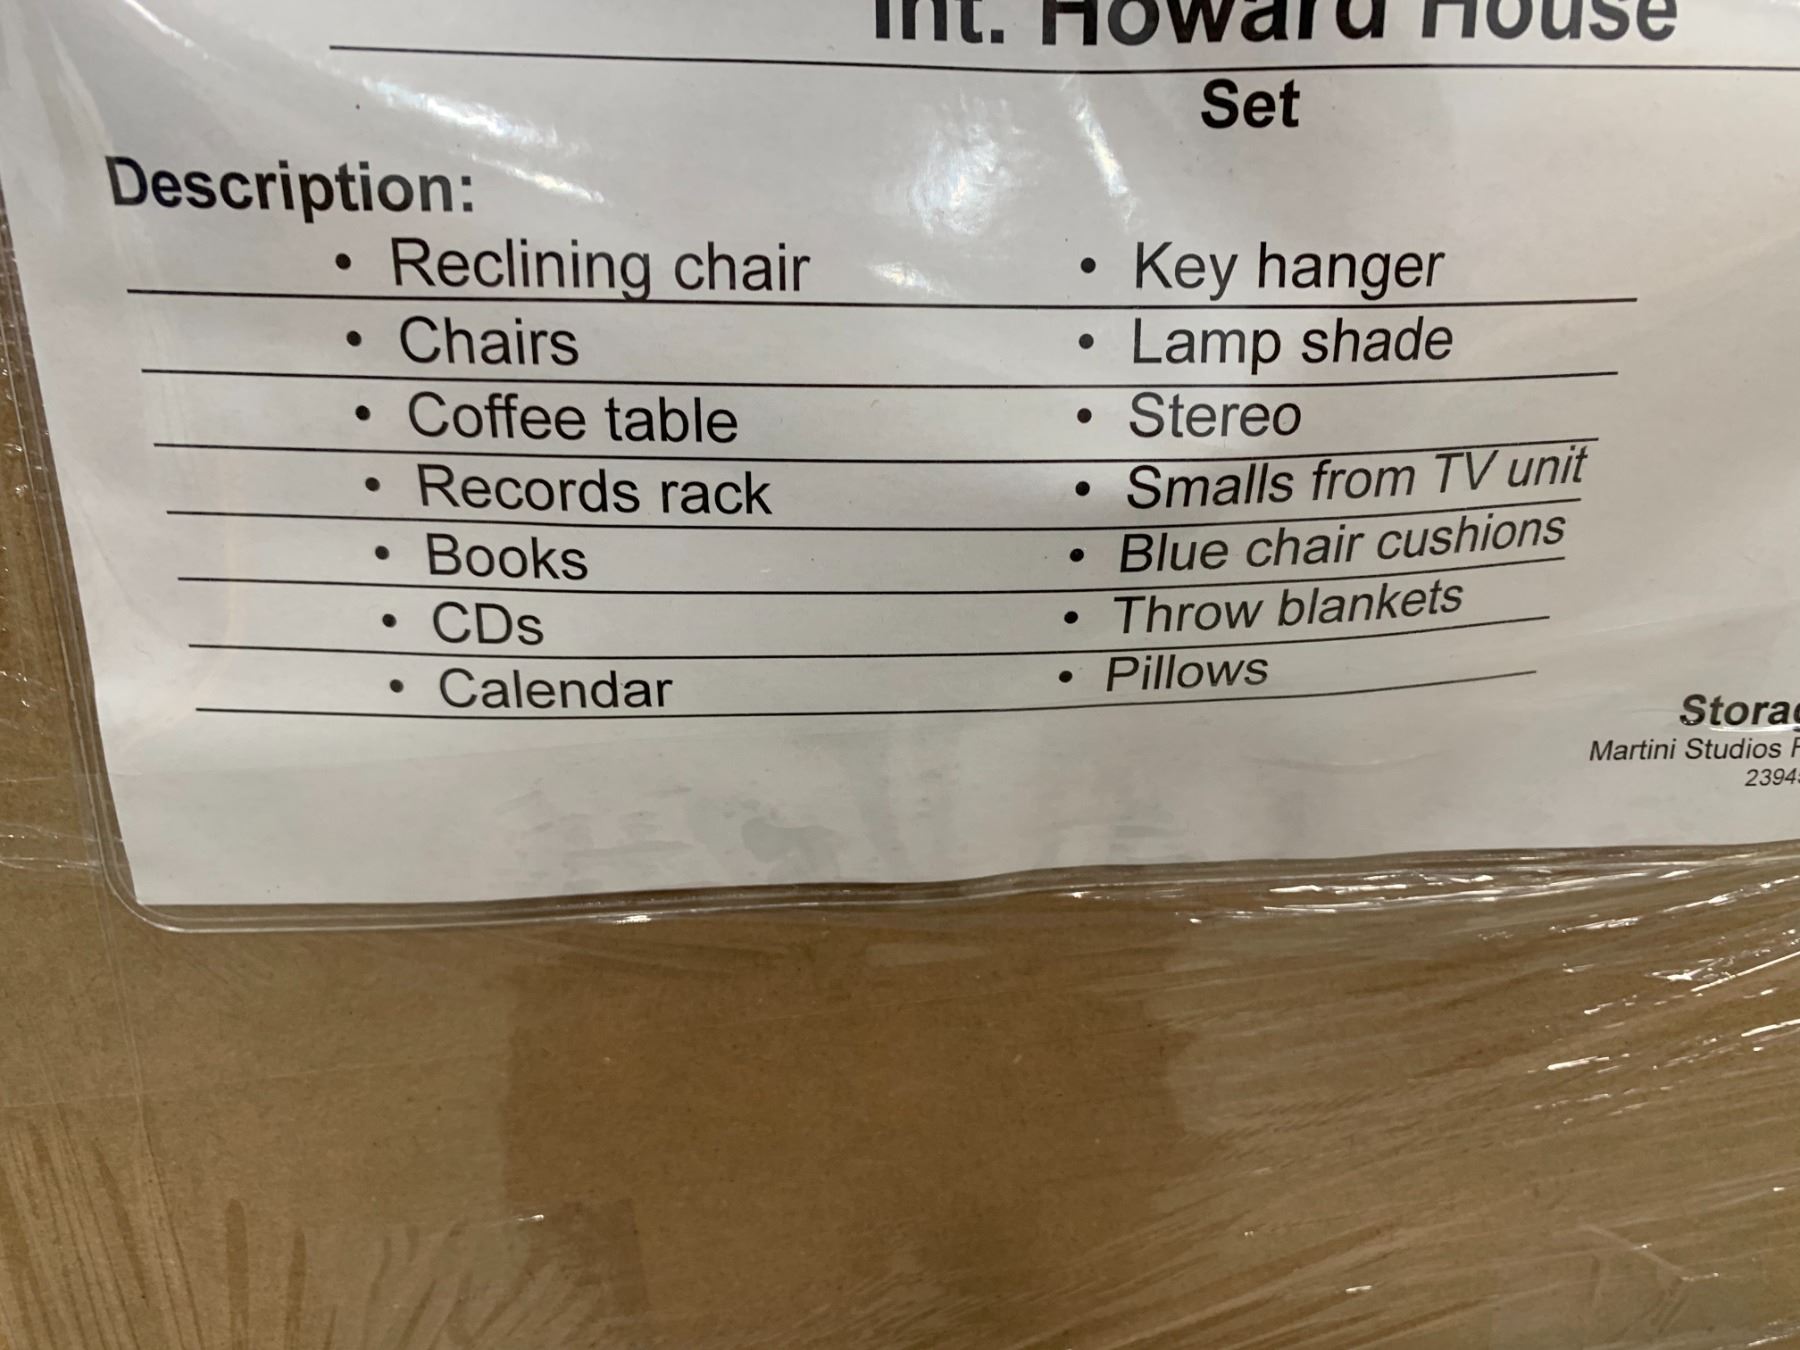 Int. Howard House
Set
Description:
• Reclining chair
• Chairs
• Coffee table
• Records rack
• Books
• CDs
• Calendar
• Key hanger
• Lamp shade
• Stereo
• Smalls from TV unit
• Blue chair cushions
• Throw blankets
• Pillows
Martini Studios